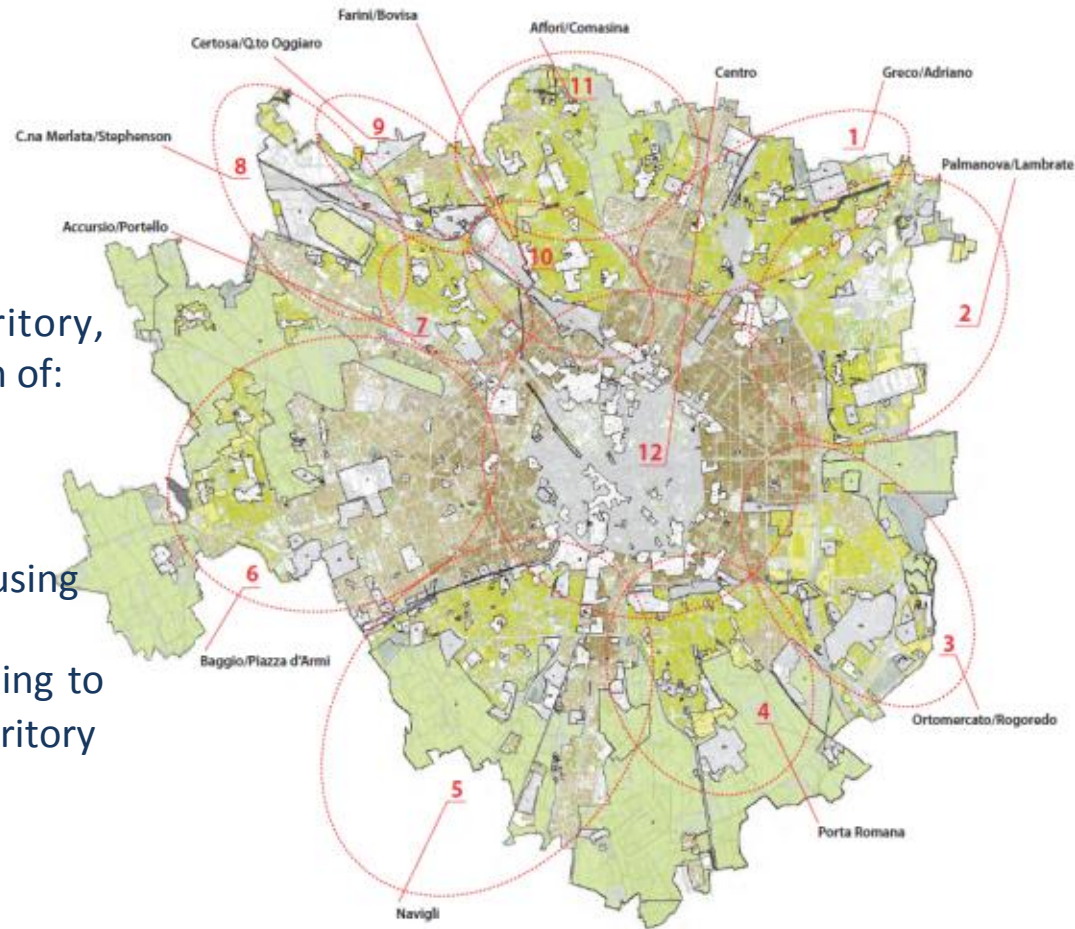 Farini/Bovisa
Affori/Comasina
Certosa/Q.to Oggiaro
Centro
Greco/Adriano
C.na Merlata/Stephenson
Palmanova/Lambrate
Accursio/Portello
11
9
1
8
10
2
7
12
ritory,
n of:
using
6
Baggio/Piazza d'Armi
ing to
ritory
3
4
Ortomercato/Rogoredo
5
Porta Romana
Navigli